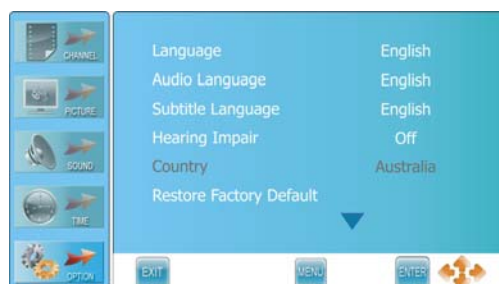 CHANNEL
PICTURE
SOUND
TIME
OPTION
Language English
Audio Language English
Subtitle Language English
Hearing Impair Off
Country Australia
Restore Factory Default
EXIT MENU ENTER